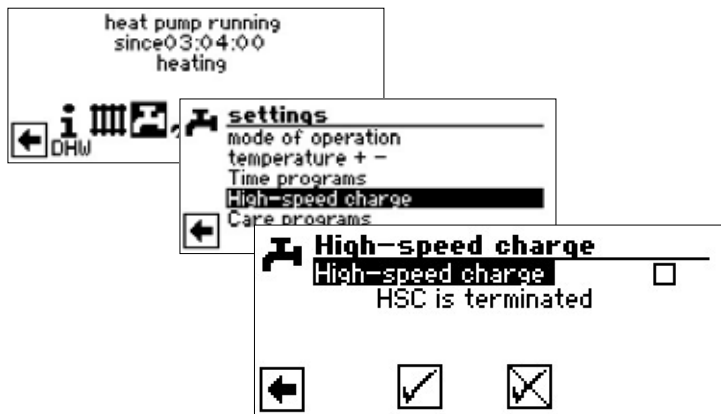 heat pump running
since03:04:00
heating
DHW
settings
mode of operation
temperature + -
Time programs
High-speed charge
Care programs
High-speed charge
High-speed charge
HSC is terminated